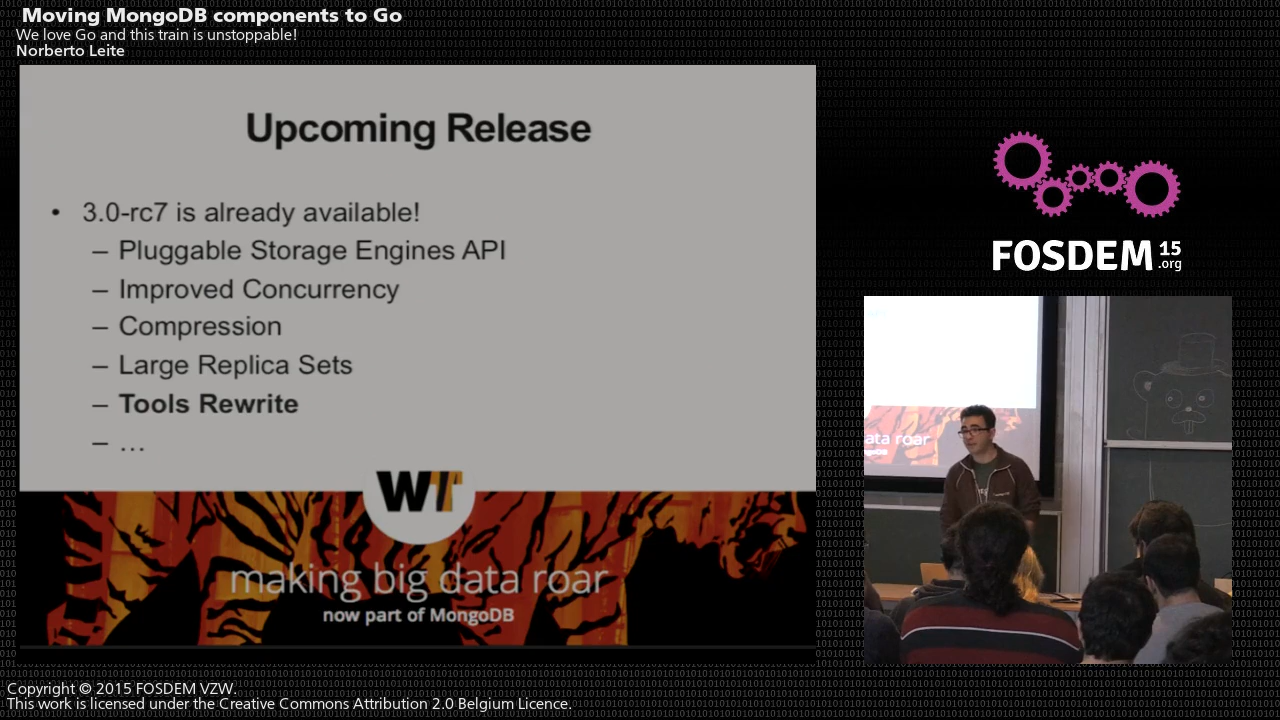 Moving MongoDB components to Go
We love Go and this train is unstoppable!
Norberto Leite
Upcoming Release
• 3.0-rc7 is already available!
– Pluggable Storage Engines API
– Improved Concurrency
– Compression
– Large Replica Sets
– Tools Rewrite
– …
WT
making big data roar
now part of MongoDB
FOSDEM 15
.org
ata roar
Copyright © 2015 FOSDEM VZW.
This work is licensed under the Creative Commons Attribution 2.0 Belgium Licence.